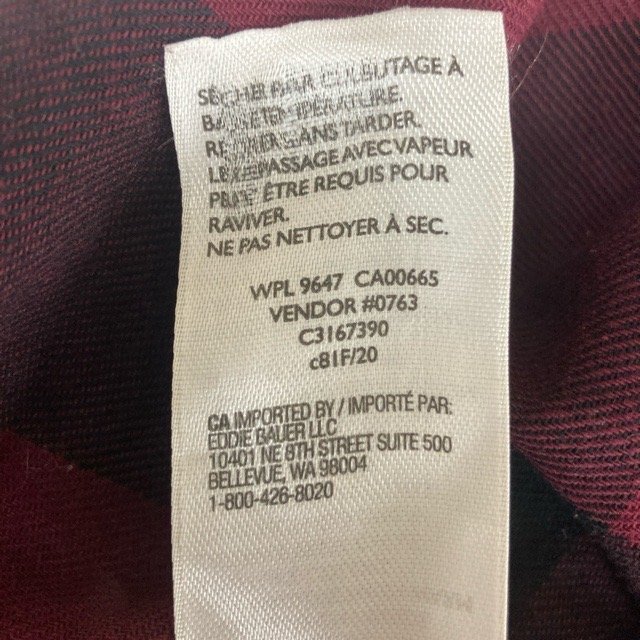 SÉCHER PAR CULBUTAGE À
BASSE TEMPÉRATURE.
RETIRER SANS TARDER.
LE REPASSAGE AVEC VAPEUR
PEUT ÊTRE REQUIS POUR
RAVIVER.
NE PAS NETTOYER À SEC.
WPL 9647 CA00665
VENDOR #0763
C3167390
c81F/20
CA IMPORTED BY / IMPORTÉ PAR:
EDDIE BAUER LLC
10401 NE 8TH STREET SUITE 500
BELLEVUE, WA 98004
1-800-426-8020